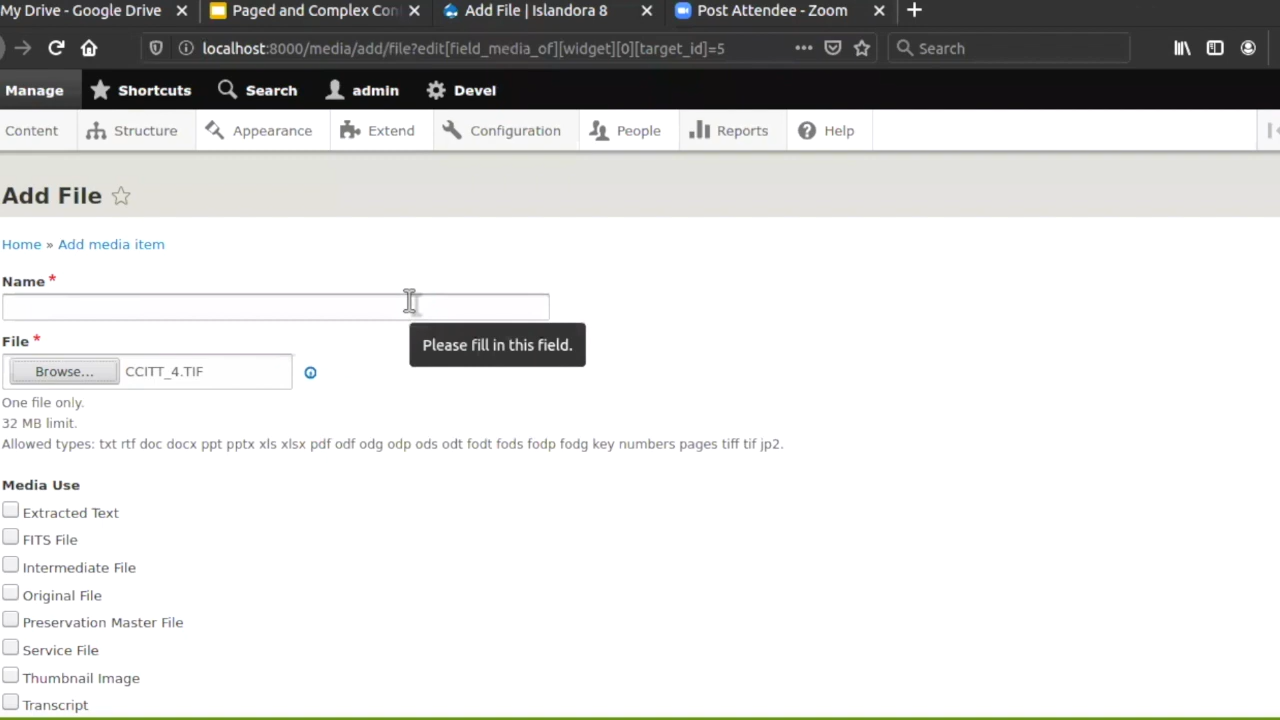 My Drive - Google Drive
Paged and Complex Con
Add File | Islandora 8
Post Attendee - Zoom
localhost:8000/media/add/file?edit[field_media_of][widget][0][target_id]=5
Search
Manage
Shortcuts
Search
admin
Devel
Content
Structure
Appearance
Extend
Configuration
People
Reports
Help
Add File
Home » Add media item
Name *
Please fill in this field.
File *
Browse... CCITT_4.TIF
One file only.
32 MB limit.
Allowed types: txt rtf doc docx ppt pptx xls xlsx pdf odf odg odp ods odt fodt fods fodp fodg key numbers pages tiff tif jp2.
Media Use
Extracted Text
FITS File
Intermediate File
Original File
Preservation Master File
Service File
Thumbnail Image
Transcript